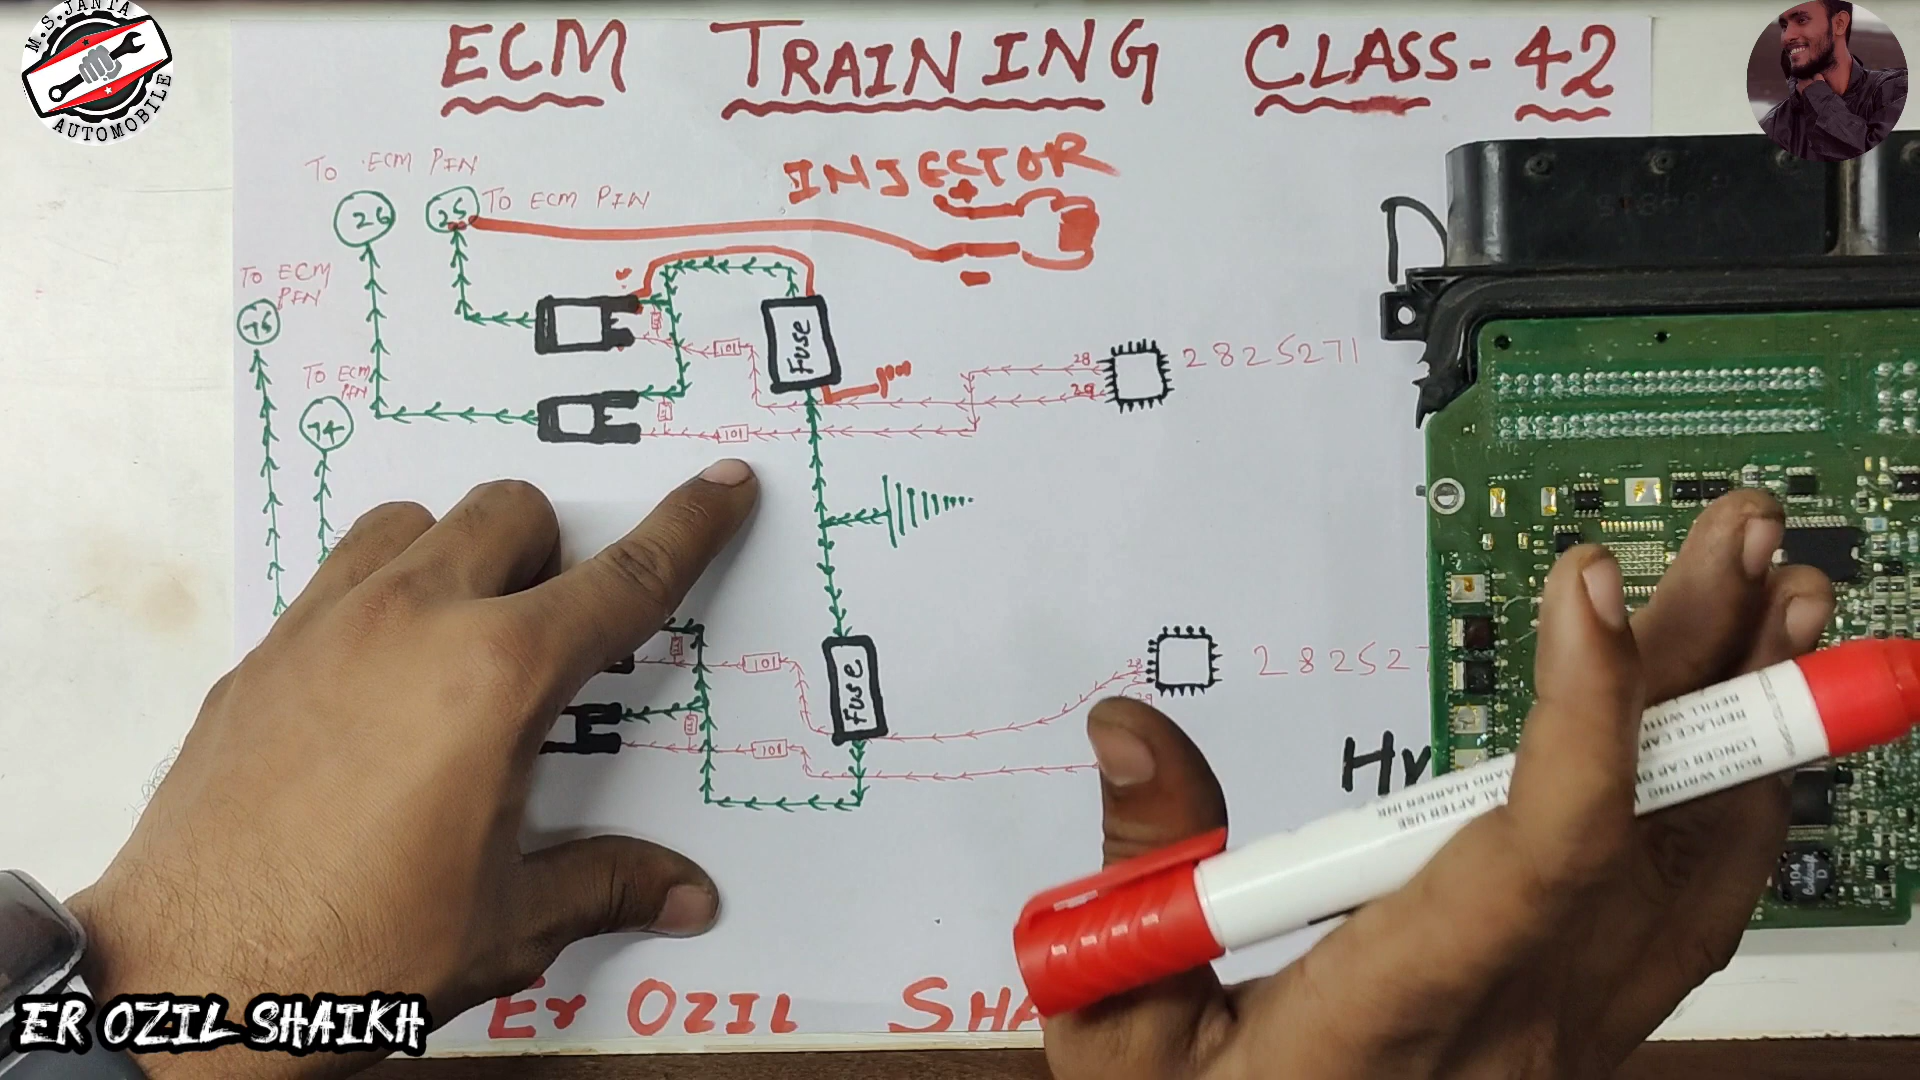 M.S.JANTA
AUTOMOBILE
ECM TRAINING CLASS-42
INJECTOR
+
-
TO ECM PIN
26
25 TO ECM PIN
TO ECM
PIN
76
TO ECM
PIN
74
Fuse
101
101
28
29
2825271
Fuse
101
101
28
29
28252
104
D
Er OZIL SHA
ER OZIL SHAIKH